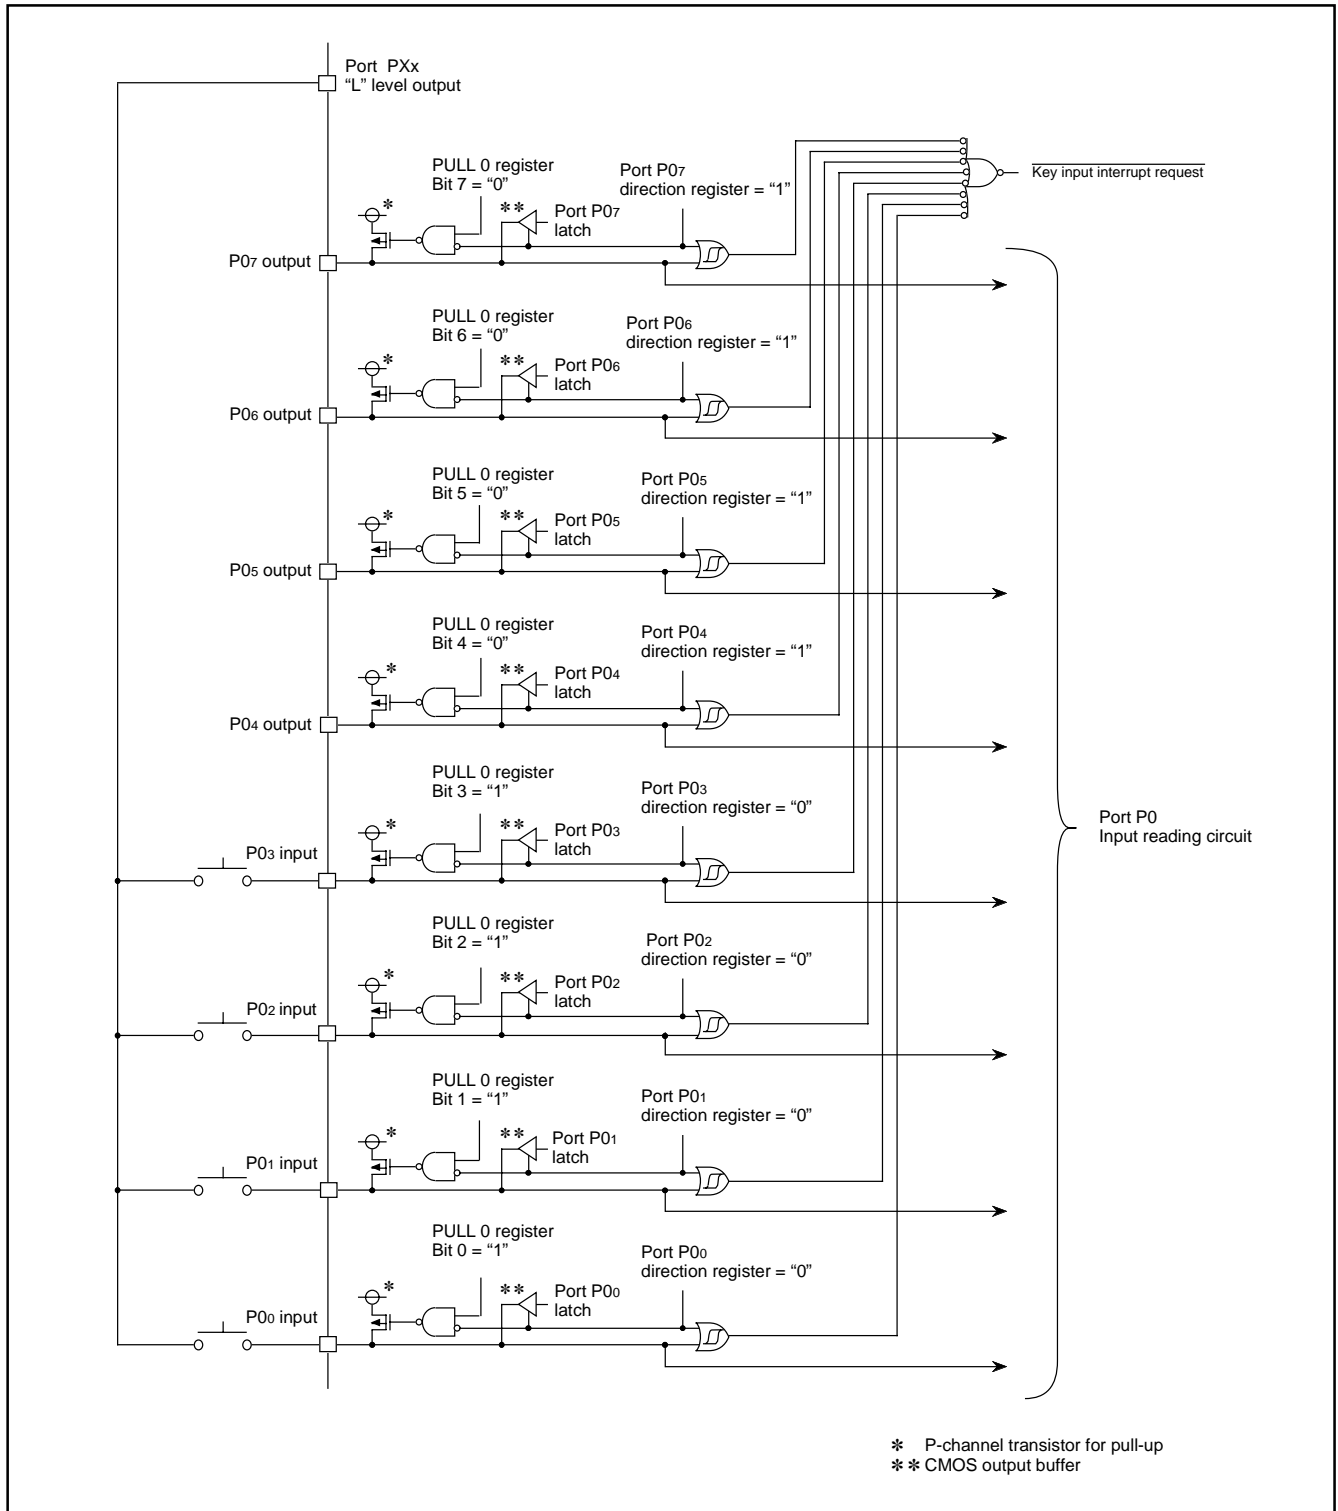 Port PXx
“L” level output
PULL 0 register
Bit 7 = “0”
Port P07
direction register = “1”
Key input interrupt request
*
**
Port P07
latch
P07 output
PULL 0 register
Bit 6 = “0”
Port P06
direction register = “1”
*
**
Port P06
latch
P06 output
PULL 0 register
Bit 5 = “0”
Port P05
direction register = “1”
*
**
Port P05
latch
P05 output
PULL 0 register
Bit 4 = “0”
Port P04
direction register = “1”
*
**
Port P04
latch
P04 output
PULL 0 register
Bit 3 = “1”
Port P03
direction register = “0”
*
**
Port P03
latch
P03 input
Port P0
Input reading circuit
PULL 0 register
Bit 2 = “1”
Port P02
direction register = “0”
*
**
Port P02
latch
P02 input
PULL 0 register
Bit 1 = “1”
Port P01
direction register = “0”
*
**
Port P01
latch
P01 input
PULL 0 register
Bit 0 = “1”
Port P00
direction register = “0”
*
**
Port P00
latch
P00 input
* P-channel transistor for pull-up
** CMOS output buffer